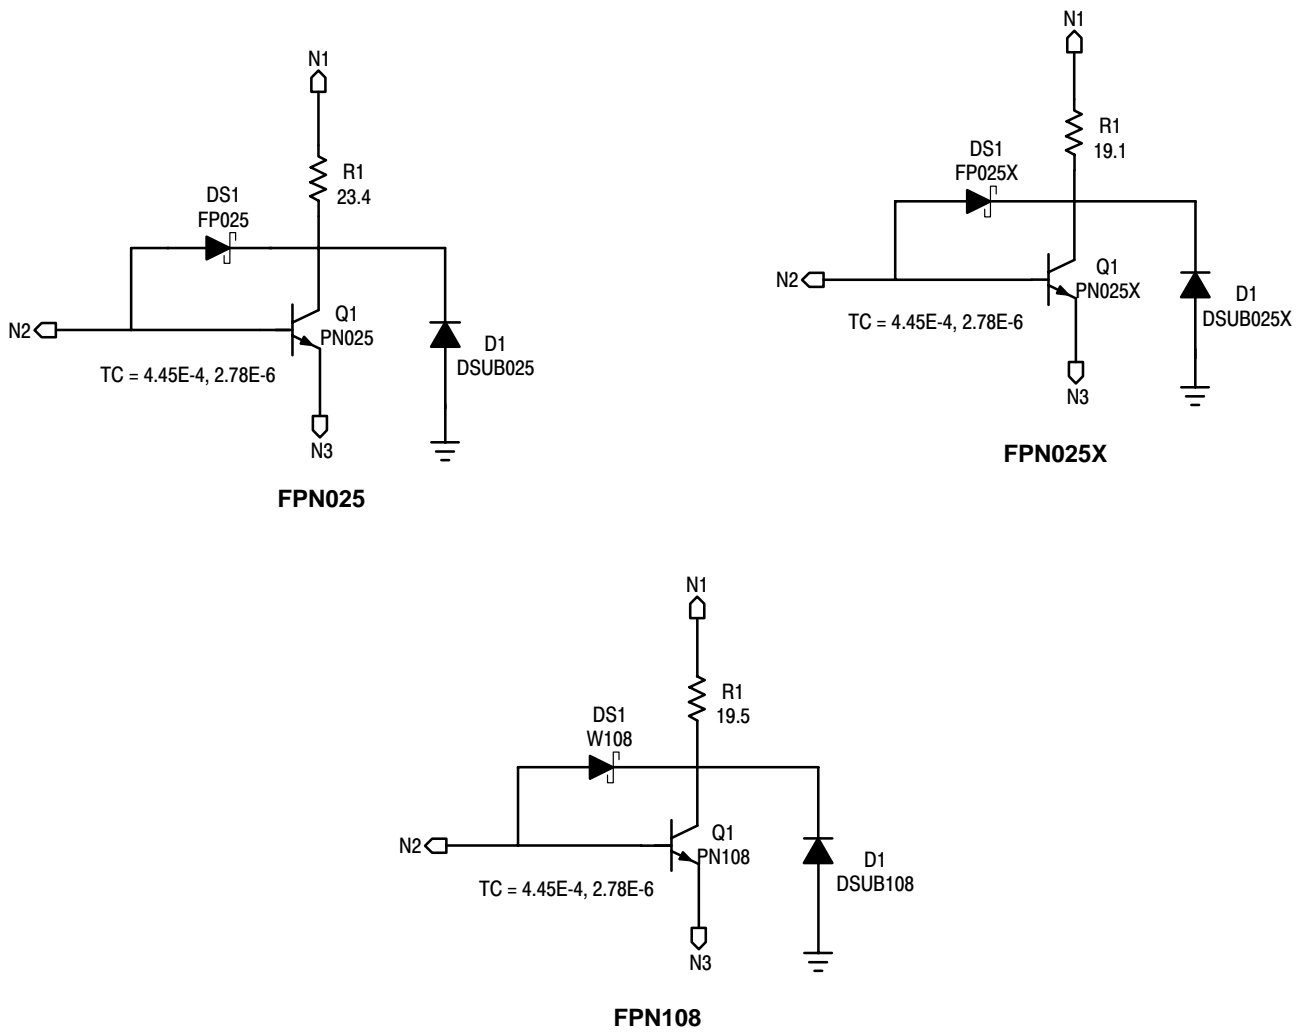 N1
R1
23.4
DS1
FP025
Q1
PN025
N2
D1
DSUB025
TC = 4.45E-4, 2.78E-6
N3
FPN025
N1
R1
19.1
DS1
FP025X
Q1
PN025X
N2
D1
DSUB025X
TC = 4.45E-4, 2.78E-6
N3
FPN025X
N1
R1
19.5
DS1
W108
Q1
PN108
N2
D1
DSUB108
TC = 4.45E-4, 2.78E-6
N3
FPN108